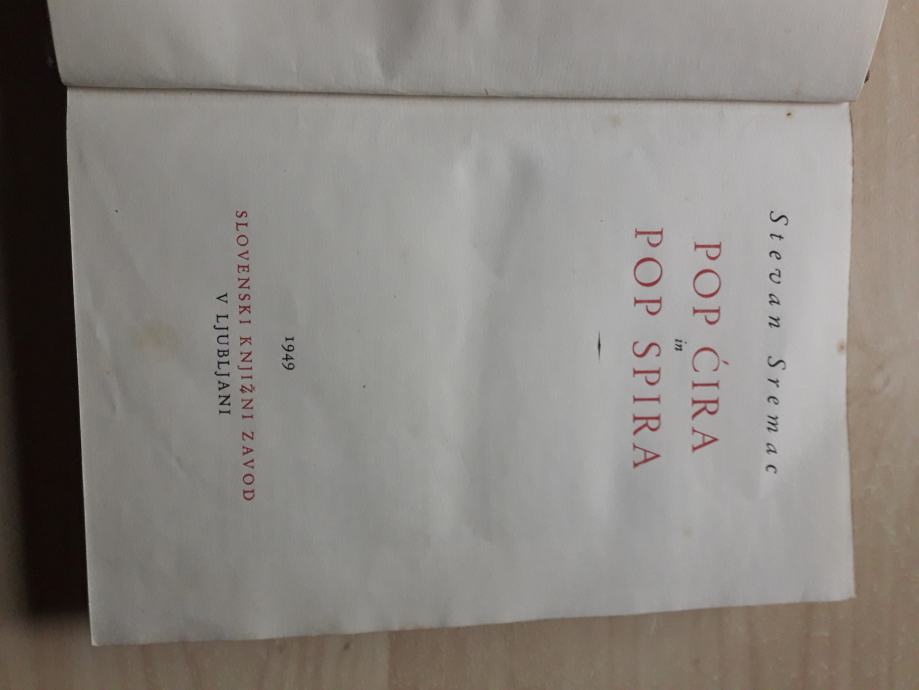 Stevan Sremac
POP ĆIRA
in
POP SPIRA
1949
SLOVENSKI KNJIŽNI ZAVOD
V LJUBLJANI